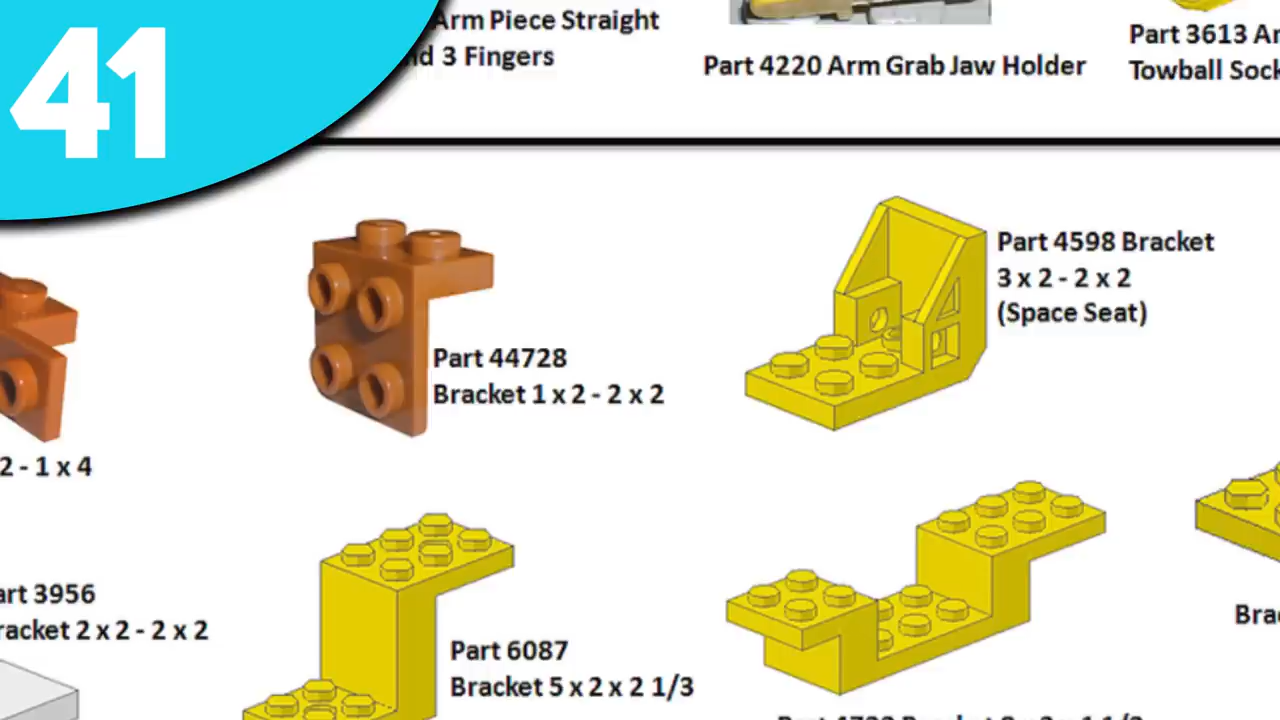 41
Arm Piece Straight
3 Fingers
Part 4220 Arm Grab Jaw Holder
Part 3613
Towball
Part 44728
Bracket 1 x 2 - 2 x 2
Part 4598 Bracket
3 x 2 - 2 x 2
(Space Seat)
2 - 1 x 4
3956
2 x 2 - 2 x 2
Part 6087
Bracket 5 x 2 x 2 1/3